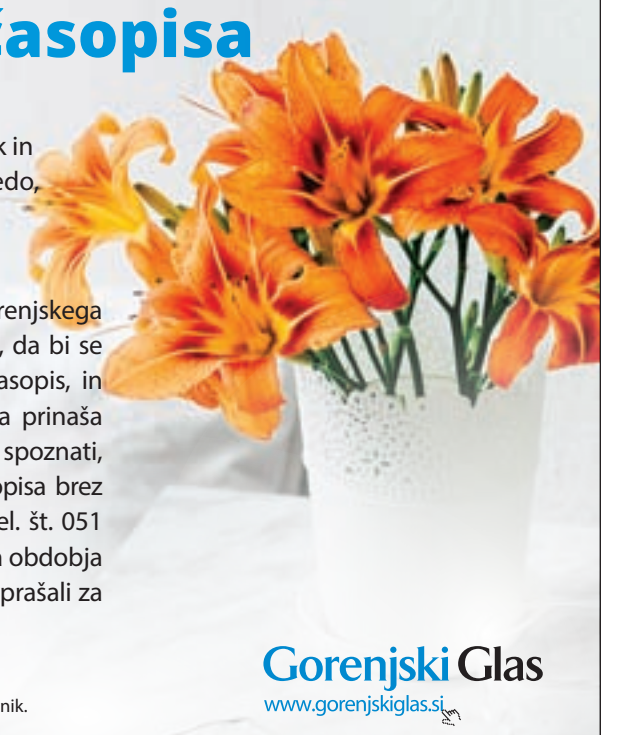 časopisa
k in
edo,
renjskega
, da bi se
asopis, in
a prinaša
spoznati,
opisa brez
el. št. 051
obdobja
prašali za
nik.
Gorenjski Glas
www.gorenjskiglas.si